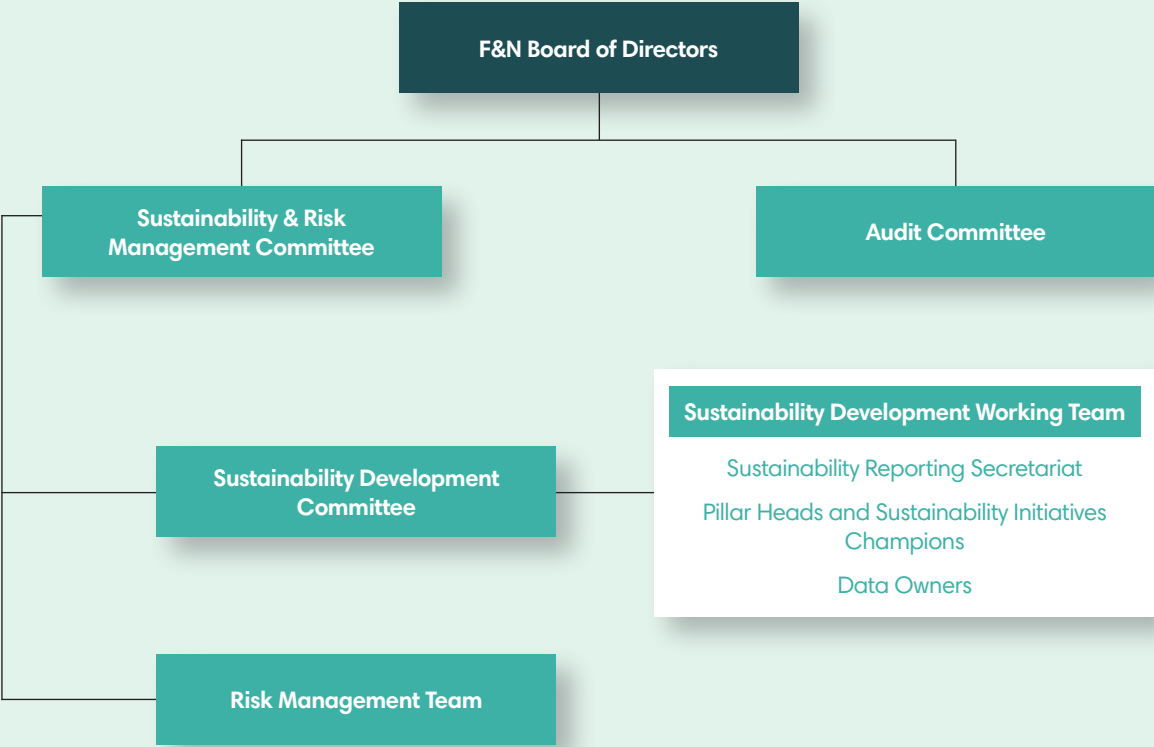 F&N Board of Directors
Sustainability & Risk
Management Committee
Audit Committee
Sustainability Development
Committee
Sustainability Development Working Team
Sustainability Reporting Secretariat
Pillar Heads and Sustainability Initiatives
Champions
Data Owners
Risk Management Team